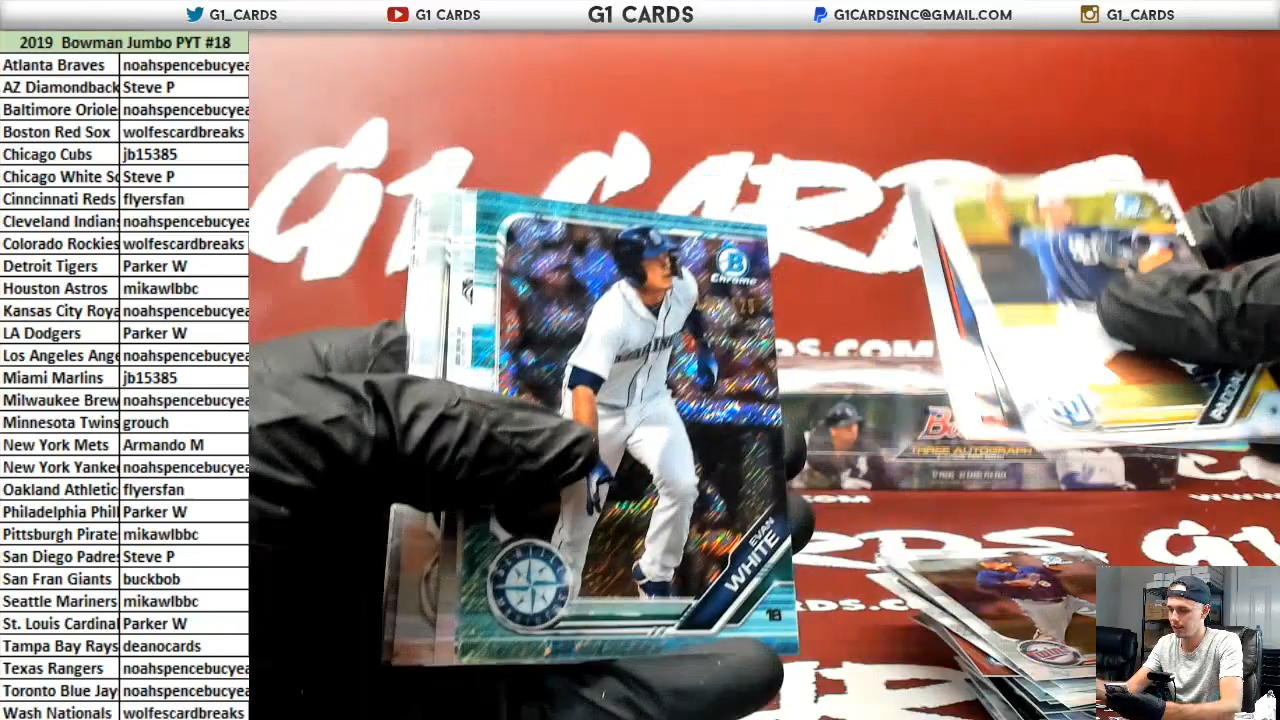 G1_CARDS G1 CARDS G1 CARDS G1CARDSINC@GMAIL.COM G1_CARDS
2019 Bowman Jumbo PYT #18
Atlanta Braves noahspencebucyea
AZ Diamondback Steve P
Baltimore Oriole noahspencebucyea
Boston Red Sox wolfescardbreaks
Chicago Cubs jb15385
Chicago White So Steve P
Cinncinnati Reds flyersfan
Cleveland Indians noahspencebucyea
Colorado Rockies wolfescardbreaks
Detroit Tigers Parker W
Houston Astros mikawlbbc
Kansas City Roya noahspencebucyea
LA Dodgers Parker W
Los Angeles Ange noahspencebucyea
Miami Marlins jb15385
Milwaukee Brew noahspencebucyea
Minnesota Twins grouch
New York Mets Armando M
New York Yankee noahspencebucyea
Oakland Athletic flyersfan
Philadelphia Phil Parker W
Pittsburgh Pirate mikawlbbc
San Diego Padre Steve P
San Fran Giants buckbob
Seattle Mariners mikawlbbc
St. Louis Cardinal Parker W
Tampa Bay Rays deanocards
Texas Rangers noahspencebucyea
Toronto Blue Jay noahspencebucyea
Wash Nationals wolfescardbreaks
G1 CARDS
B
Chrome
EVAN
WHITE
Twins